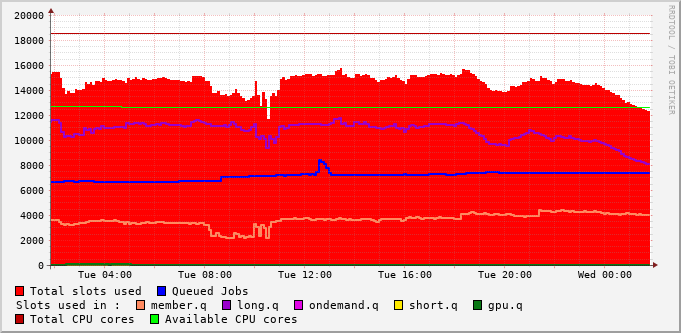 20000
18000
16000
14000
12000
10000
8000
6000
4000
2000
0
Tue 04:00 Tue 08:00 Tue 12:00 Tue 16:00 Tue 20:00 Wed 00:00
RRDTOOL / TOBI OETIKER
Total slots used Queued Jobs
Slots used in : member.q long.q ondemand.q short.q gpu.q
Total CPU cores Available CPU cores